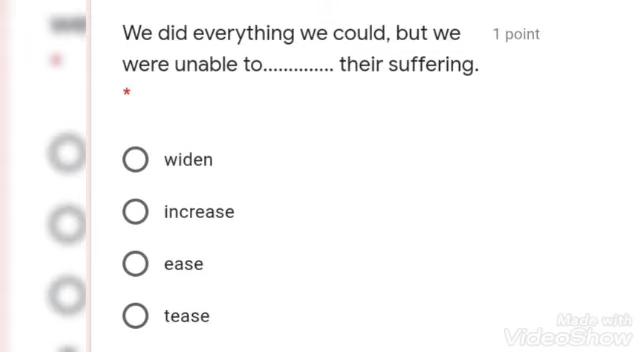 We did everything we could, but we 1 point
were unable to.............. their suffering.
*
widen
increase
ease
tease
Made with
VideoShow